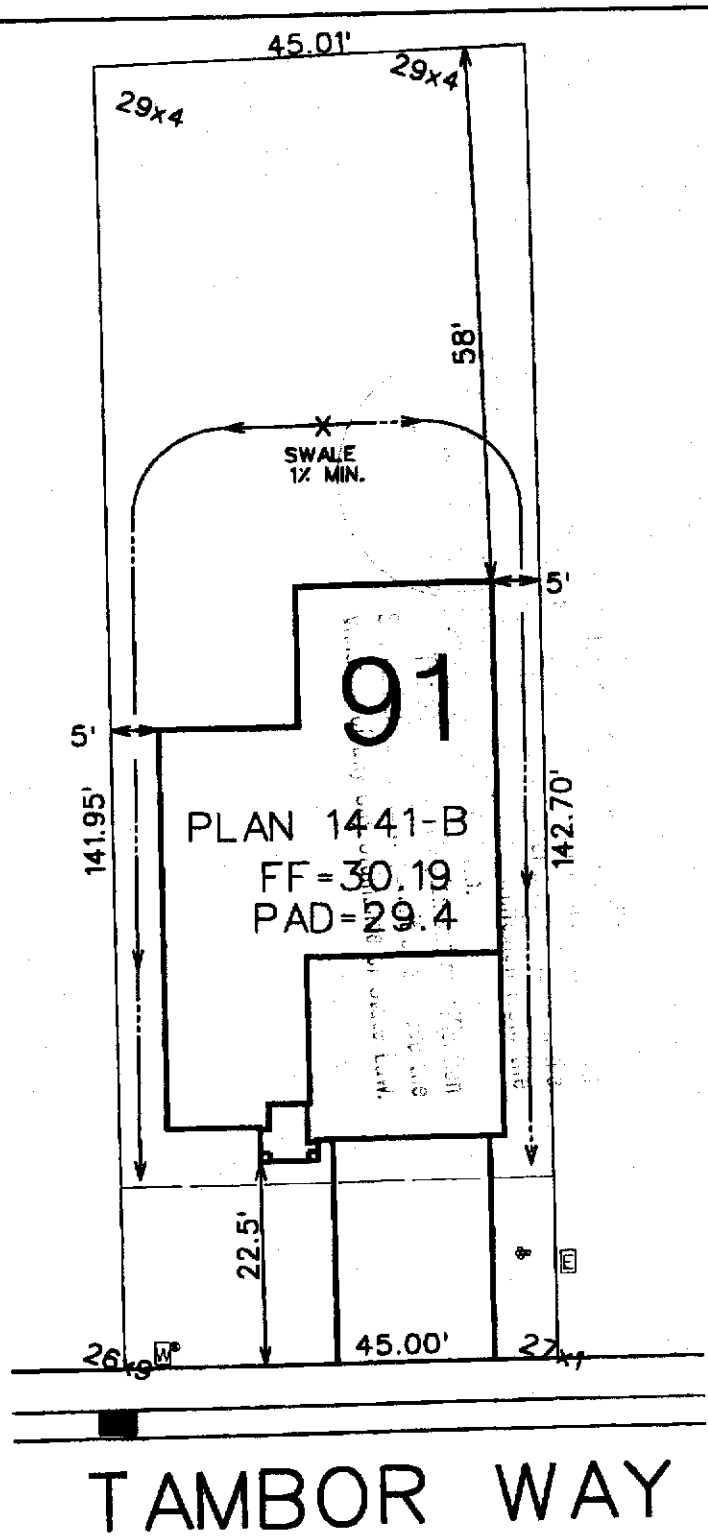 45.01'
29x4
29x4
58'
SWALE
1% MIN.
5'
91
5'
141.95'
142.70'
PLAN 1441-B
FF=30.19
PAD=29.4
22.5'
E
26x9
W
45.00'
27x1
TAMBOR WAY